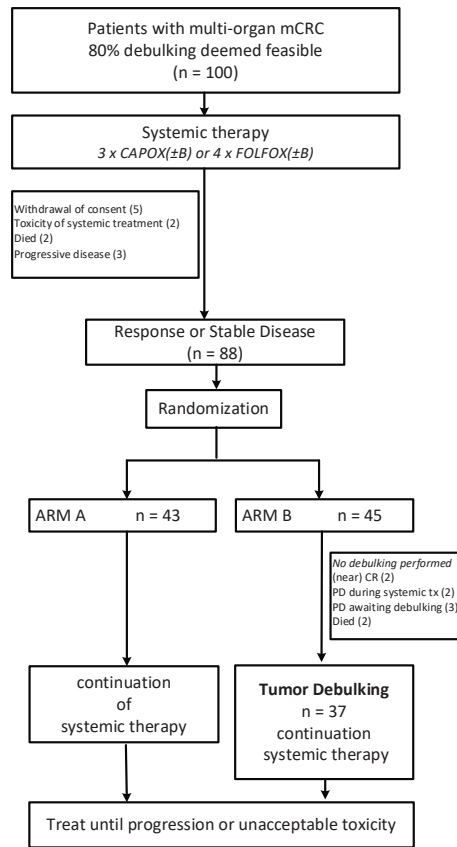 Patients with multi-organ mCRC
80% debulking deemed feasible
(n = 100)
Systemic therapy
3 x CAPOX(±B) or 4 x FOLFOX(±B)
Withdrawal of consent (5)
Toxicity of systemic treatment (2)
Died (2)
Progressive disease (3)
Response or Stable Disease
(n = 88)
Randomization
ARM A n = 43
ARM B n = 45
No debulking performed
(near) CR (2)
PD during systemic tx (2)
PD awaiting debulking (3)
Died (2)
continuation
of
systemic therapy
Tumor Debulking
n = 37
continuation
systemic therapy
Treat until progression or unacceptable toxicity